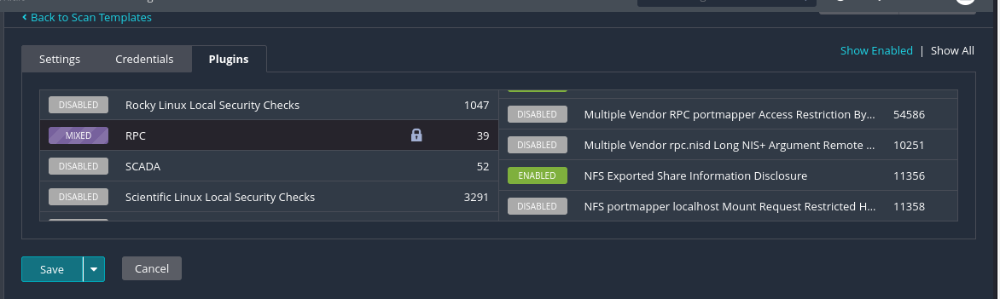 Back to Scan Templates
Settings
Credentials
Plugins
Show Enabled | Show All
DISABLED Rocky Linux Local Security Checks 1047
MIXED RPC 39
DISABLED SCADA 52
DISABLED Scientific Linux Local Security Checks 3291
DISABLED Multiple Vendor RPC portmapper Access Restriction By... 54586
DISABLED Multiple Vendor rpc.nisd Long NIS+ Argument Remote ... 10251
ENABLED NFS Exported Share Information Disclosure 11356
DISABLED NFS portmapper localhost Mount Request Restricted H... 11358
Save
Cancel